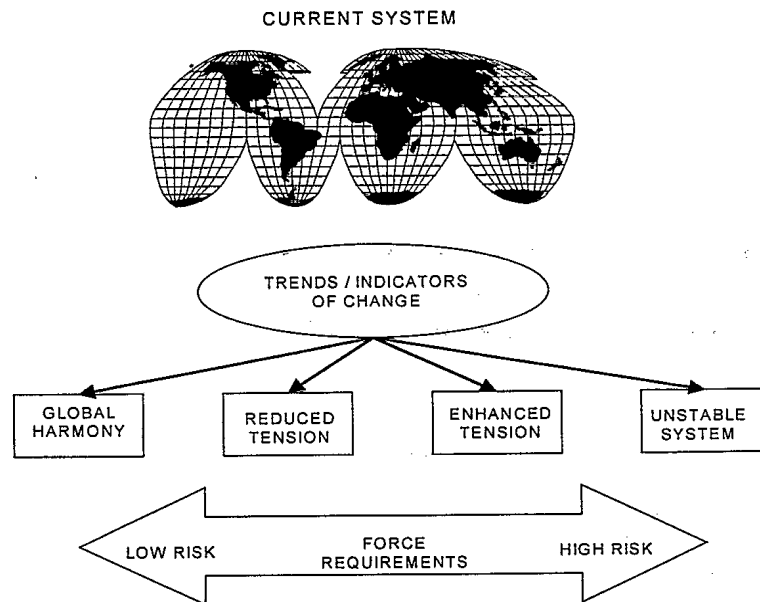 CURRENT SYSTEM
TRENDS / INDICATORS
OF CHANGE
GLOBAL
HARMONY
REDUCED
TENSION
ENHANCED
TENSION
UNSTABLE
SYSTEM
LOW RISK
FORCE
REQUIREMENTS
HIGH RISK